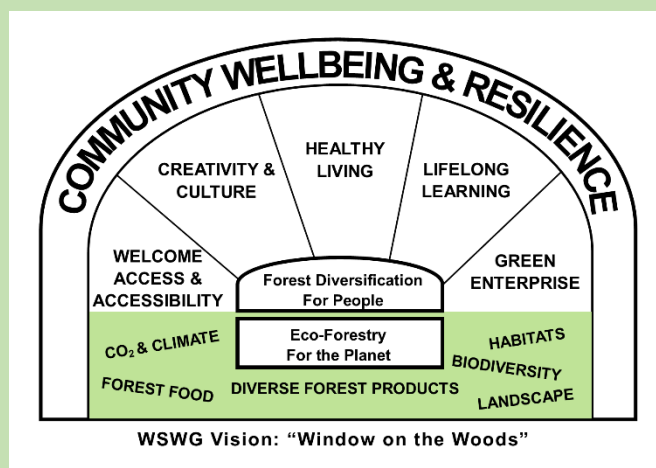 COMMUNITY WELLBEING & RESILIENCE
CREATIVITY &
CULTURE
HEALTHY
LIVING
LIFELONG
LEARNING
WELCOME
ACCESS &
ACCESSIBILITY
GREEN
ENTERPRISE
Forest Diversification
For People
Eco-Forestry
For the Planet
CO₂ & CLIMATE
FOREST FOOD
DIVERSE FOREST PRODUCTS
HABITATS
BIODIVERSITY
LANDSCAPE
WSWG Vision: “Window on the Woods”